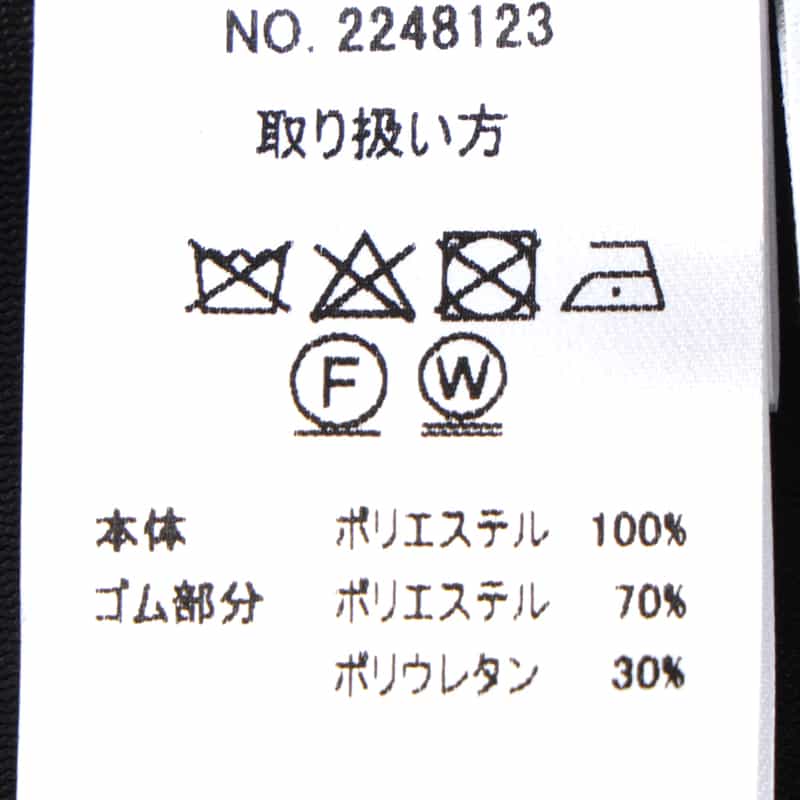 NO. 2248123
取り扱い方
F W
本体 ポリエステル 100%
ゴム部分 ポリエステル 70%
ポリウレタン 30%